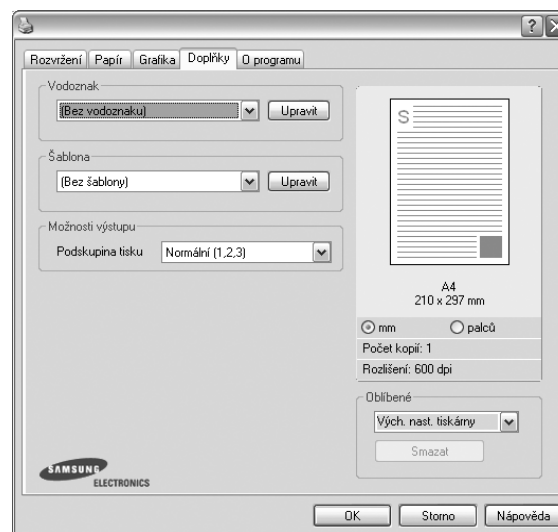 Rozvržení Papír Grafika Doplňky O programu
Vodoznak
(Bez vodoznaku) Upravit
Šablona
(Bez šablony) Upravit
Možnosti výstupu
Podskupina tisku Normální (1,2,3)
S
A4
210 x 297 mm
mm palců
Počet kopií: 1
Rozlišení: 600 dpi
Oblíbené
Vých. nast. tiskárny
Smazat
SAMSUNG
ELECTRONICS
OK Storno Nápověda